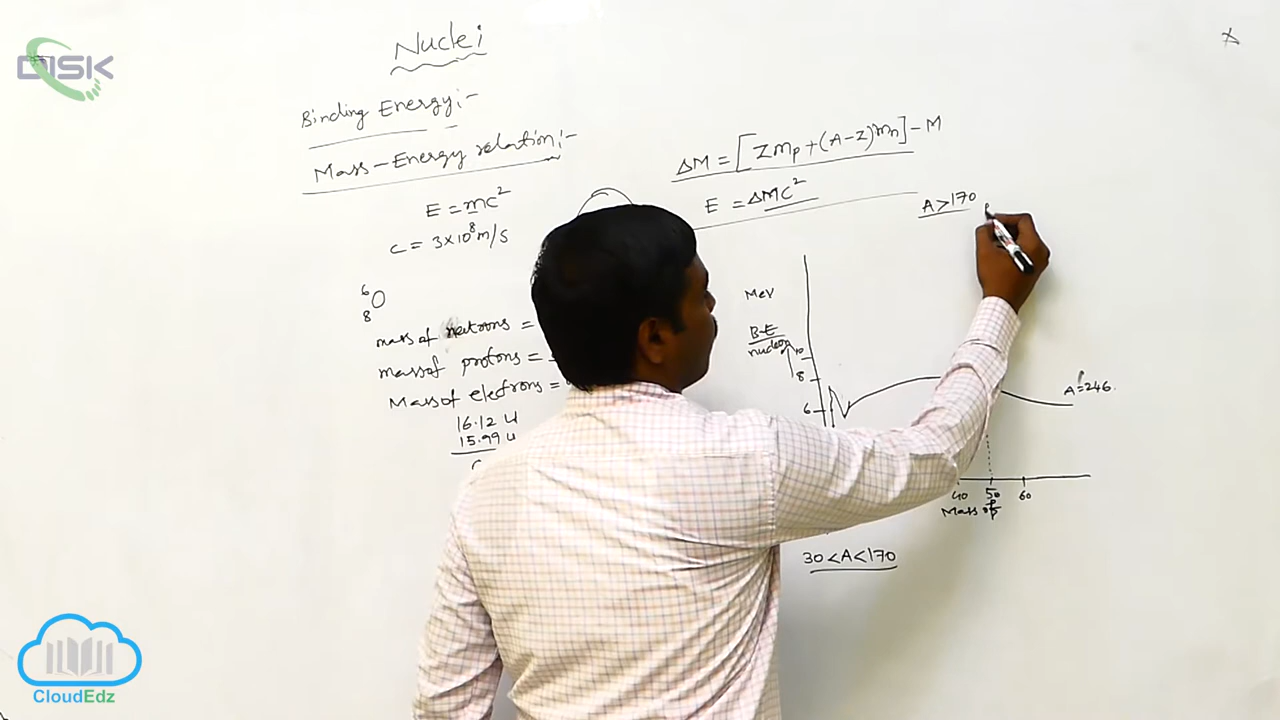 DISK
Nuclei
Binding Energy:-
Mass-Energy relation:-
E = mc²
C = 3×10⁸m/s
⁶₈O
mass of neutrons =
mass of protons =
Mass of electrons =
16.12 U
15.99 U
ΔM = [Zmp+(A-Z)mn]-M
E = ΔMC²
A>170
MeV
B.E
nucleon
10
8
6
A=246.
40 50 60
Mass of
30<A<170
CloudEdz